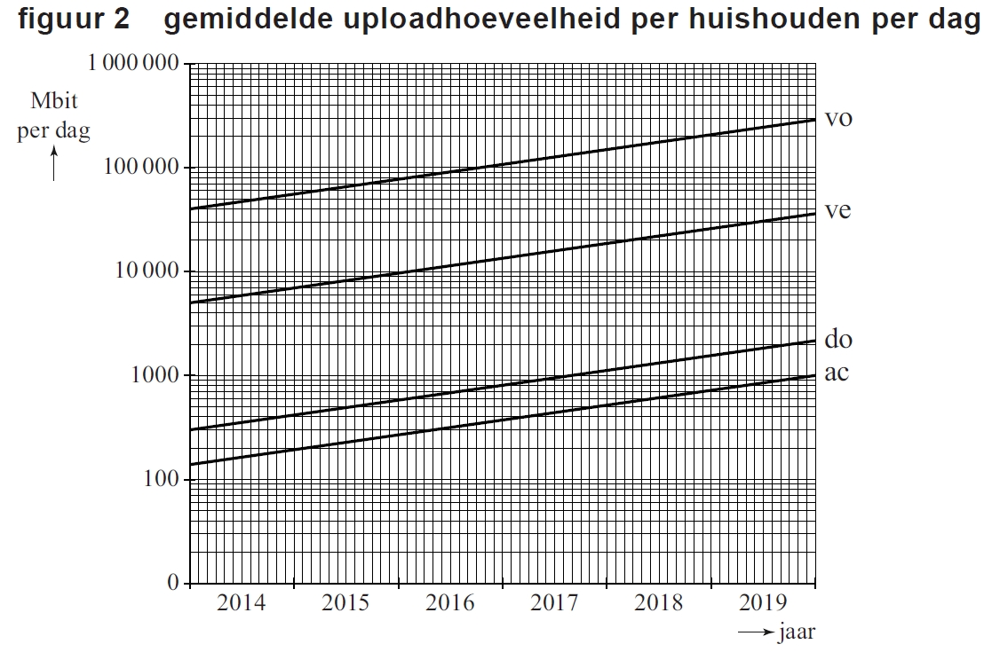 figuur 2 gemiddelde uploadhoeveelheid per huishouden per dag
1 000 000
Mbit
per dag
vo
100 000
ve
10 000
do
1000
ac
100
0
2014 2015 2016 2017 2018 2019
jaar